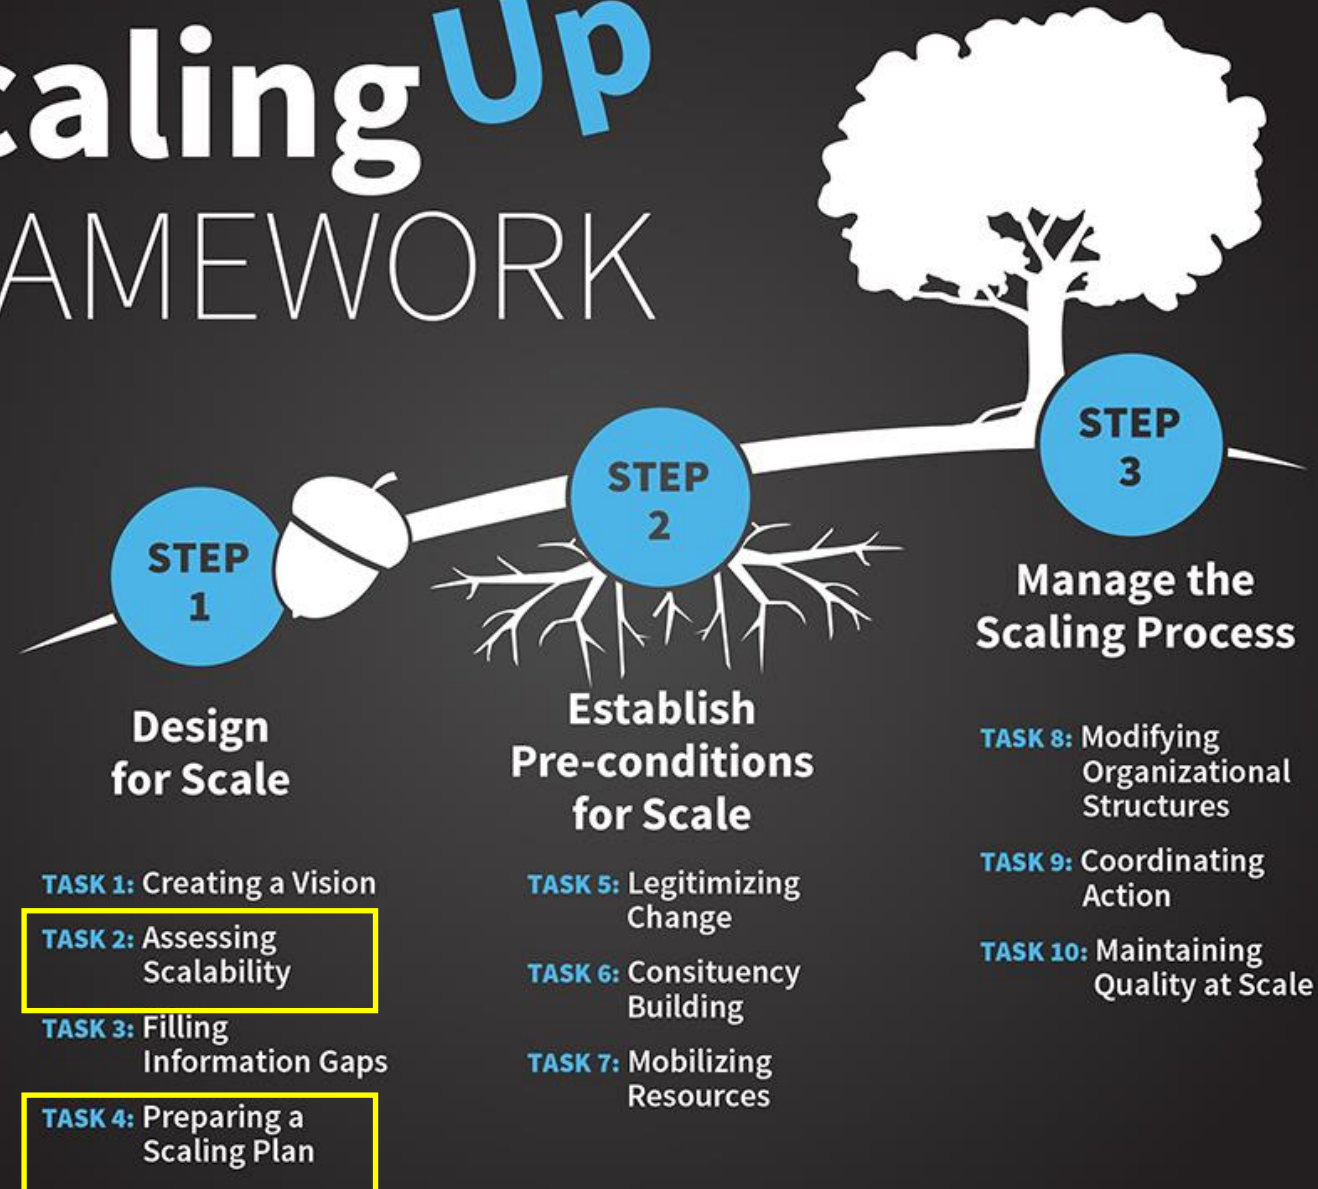 caling Up
AMEWORK
STEP
1
Design
for Scale
TASK 1: Creating a Vision
TASK 2: Assessing
Scalability
TASK 3: Filling
Information Gaps
TASK 4: Preparing a
Scaling Plan
STEP
2
Establish
Pre-conditions
for Scale
TASK 5: Legitimizing
Change
TASK 6: Consituency
Building
TASK 7: Mobilizing
Resources
STEP
3
Manage the
Scaling Process
TASK 8: Modifying
Organizational
Structures
TASK 9: Coordinating
Action
TASK 10: Maintaining
Quality at Scale